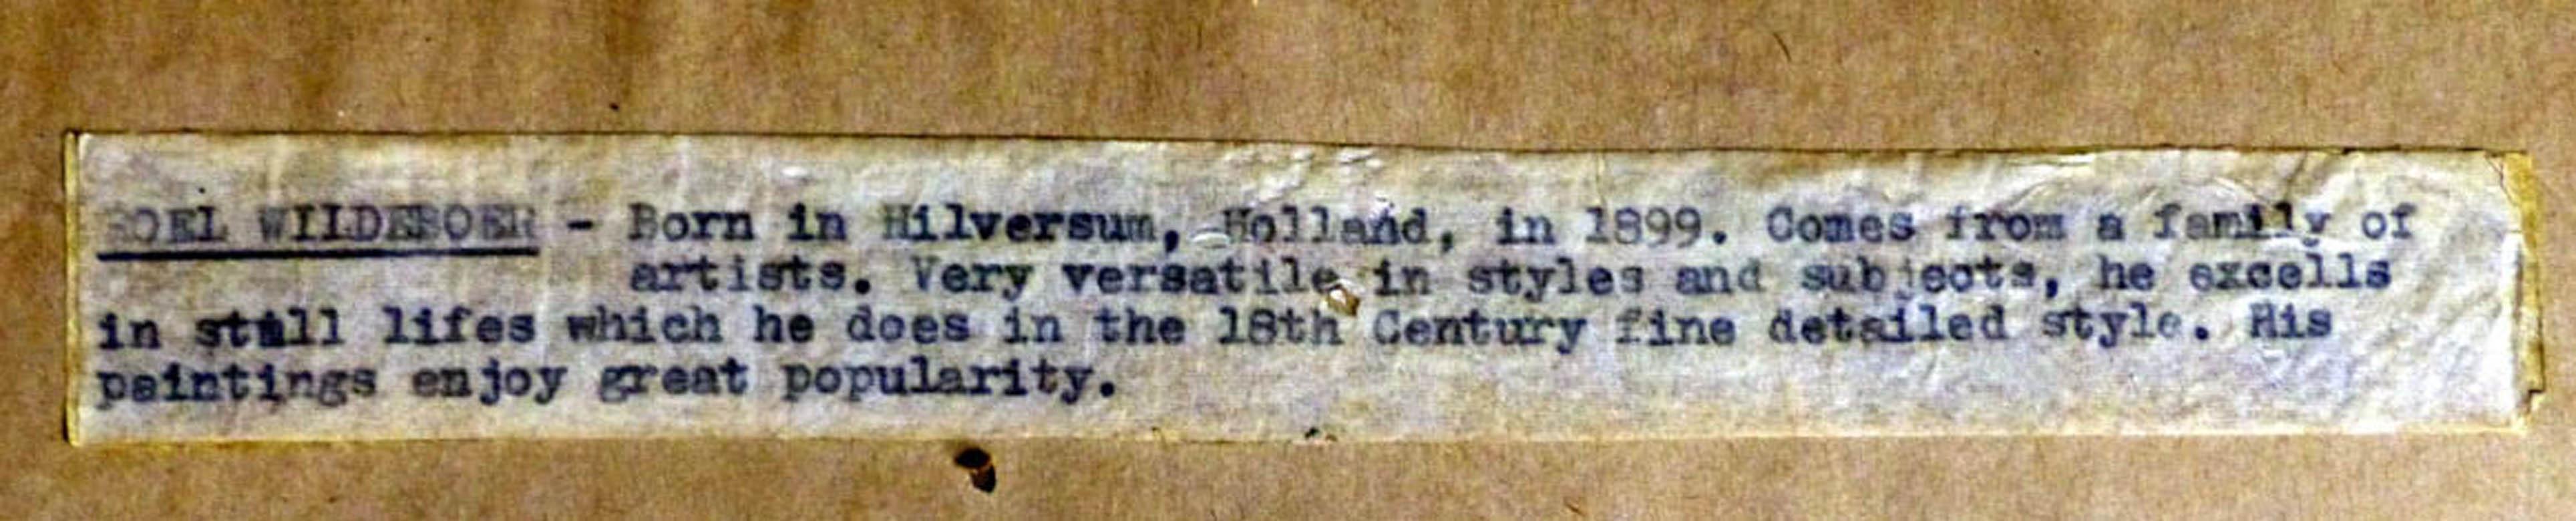 ROEL WILDEBOER - Born in Hilversum, Holland, in 1899. Comes from a family of
artists. Very versatile in styles and subjects, he excells
in still lifes which he does in the 18th Century fine detailed style. His
paintings enjoy great popularity.